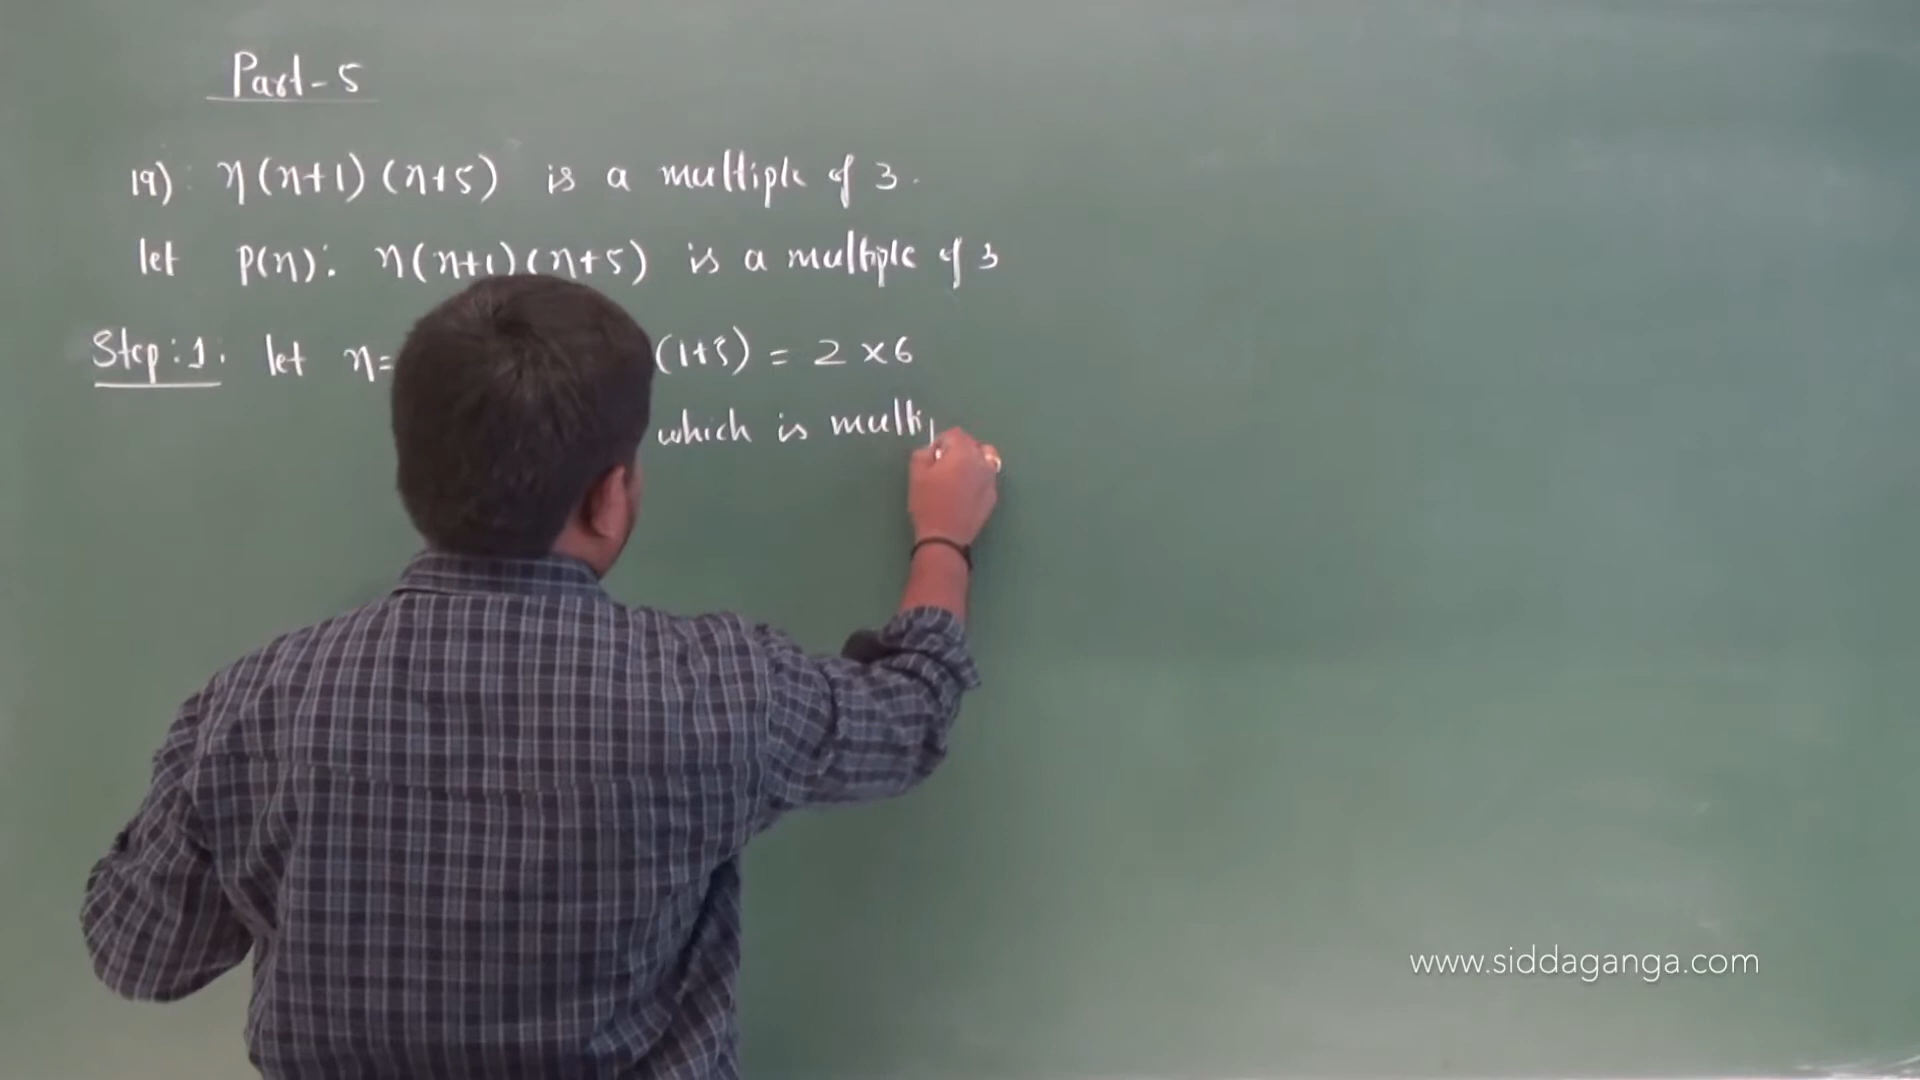 Part-5
19) n(n+1)(n+5) is a multiple of 3.
let P(n): n(n+1)(n+5) is a multiple of 3
Step:1: let n= (1+5) = 2×6
which is multip
www.siddaganga.com